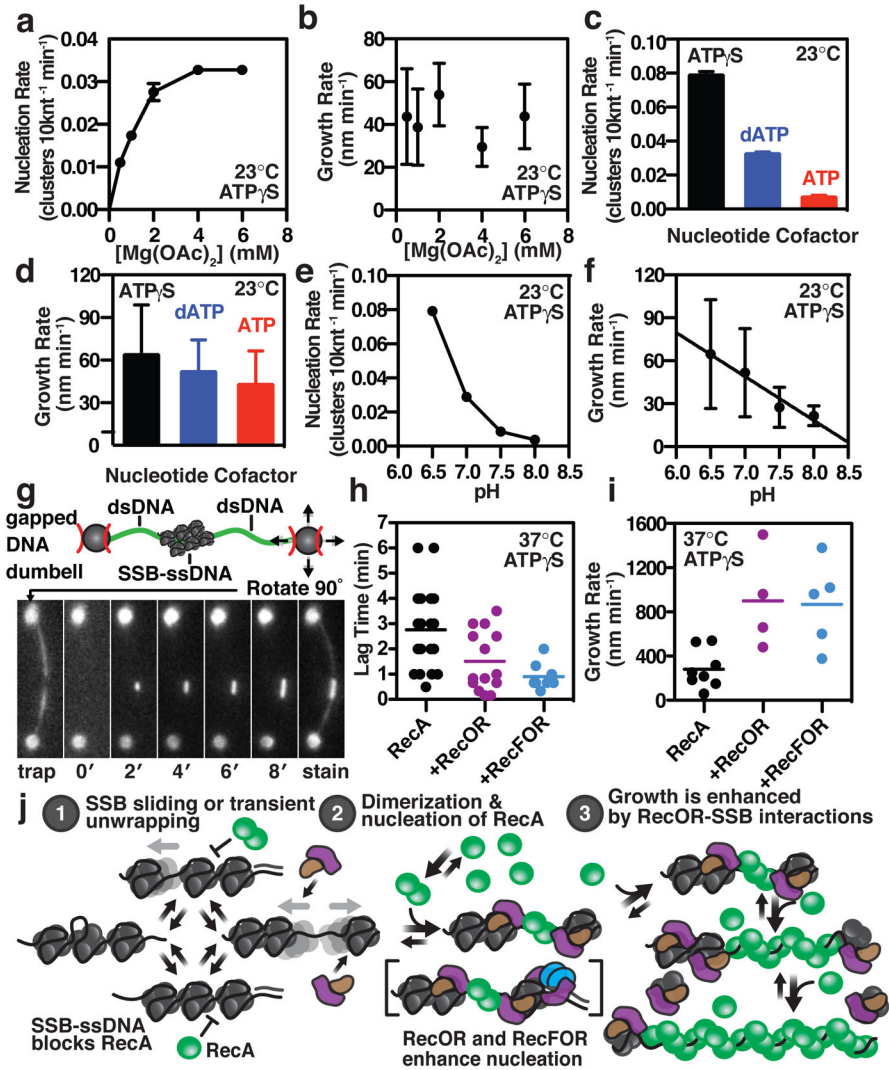 a
Nucleation Rate
(clusters 10knt⁻¹ min⁻¹)
0.04
0.03
0.02
0.01
0.00
0 2 4 6 8
23°C
ATPγS
[Mg(OAc)₂] (mM)
b
Growth Rate
(nm min⁻¹)
80
60
40
20
0
0 2 4 6 8
23°C
ATPγS
[Mg(OAc)₂] (mM)
c
Nucleation Rate
(clusters 10knt⁻¹ min⁻¹)
0.10
0.08
0.06
0.04
0.02
0.00
ATPγS
23°C
dATP
ATP
Nucleotide Cofactor
d
Growth Rate
(nm min⁻¹)
120
90
60
30
0
ATPγS
23°C
dATP
ATP
Nucleotide Cofactor
e
Nucleation Rate
(clusters 10knt⁻¹ min⁻¹)
0.10
0.08
0.06
0.04
0.02
0.00
23°C
ATPγS
6.0 6.5 7.0 7.5 8.0 8.5
pH
f
Growth Rate
(nm min⁻¹)
120
90
60
30
0
23°C
ATPγS
6.0 6.5 7.0 7.5 8.0 8.5
pH
g
dsDNA dsDNA
gapped
DNA
dumbell
SSB-ssDNA
Rotate 90°
trap 0′ 2′ 4′ 6′ 8′ stain
h
Lag Time (min)
7
6
5
4
3
2
1
0
37°C
ATPγS
RecA
+RecOR
+RecFOR
i
Growth Rate
(nm min⁻¹)
1600
1200
800
400
0
37°C
ATPγS
RecA
+RecOR
+RecFOR
j
1 SSB sliding or transient
unwrapping
SSB-ssDNA
blocks RecA
RecA
2 Dimerization &
nucleation of RecA
RecOR and RecFOR
enhance nucleation
3 Growth is enhanced
by RecOR-SSB interactions